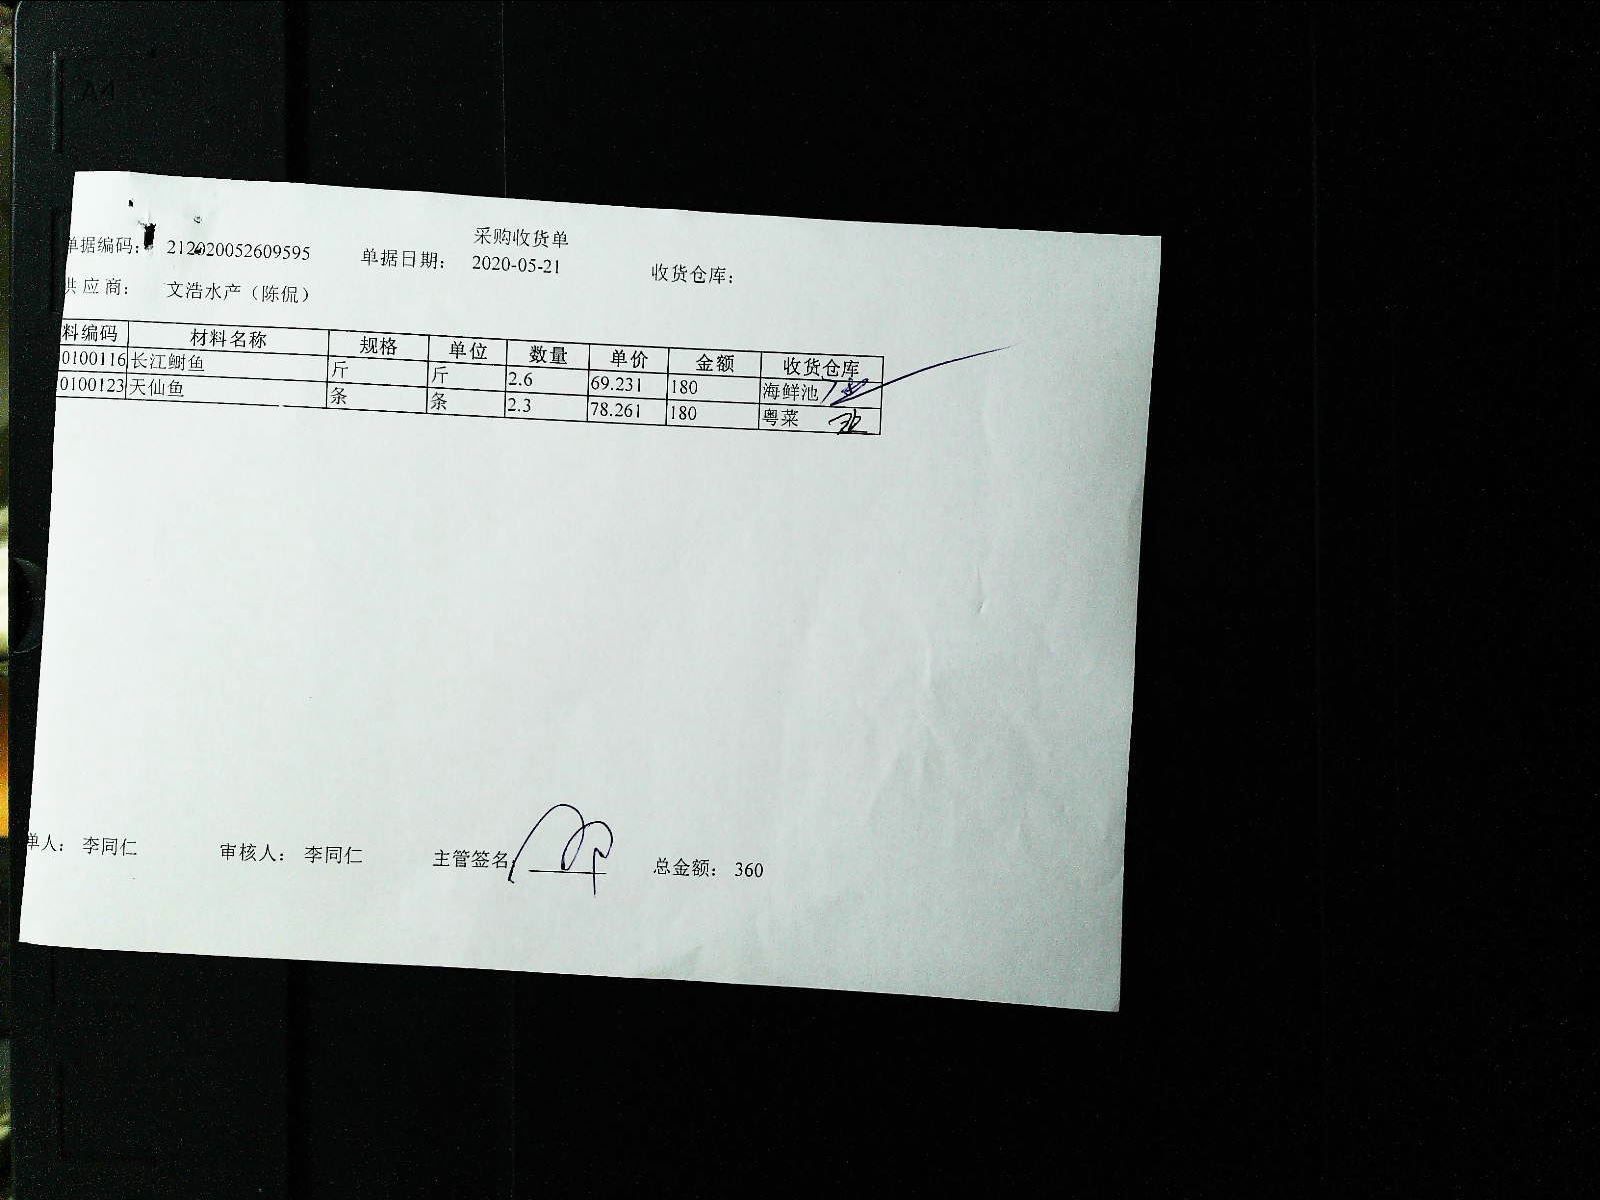 采购收货单
单据编码： 212020052609595 单据日期： 2020-05-21 收货仓库：
供应商： 文浩水产（陈侃）
料编码 材料名称 规格 单位 数量 单价 金额 收货仓库
0100116 长江鲥鱼 斤 斤 2.6 69.231 180 海鲜池
0100123 天仙鱼 条 条 2.3 78.261 180 粤菜
单人： 李同仁 审核人： 李同仁 主管签名： 总金额： 360